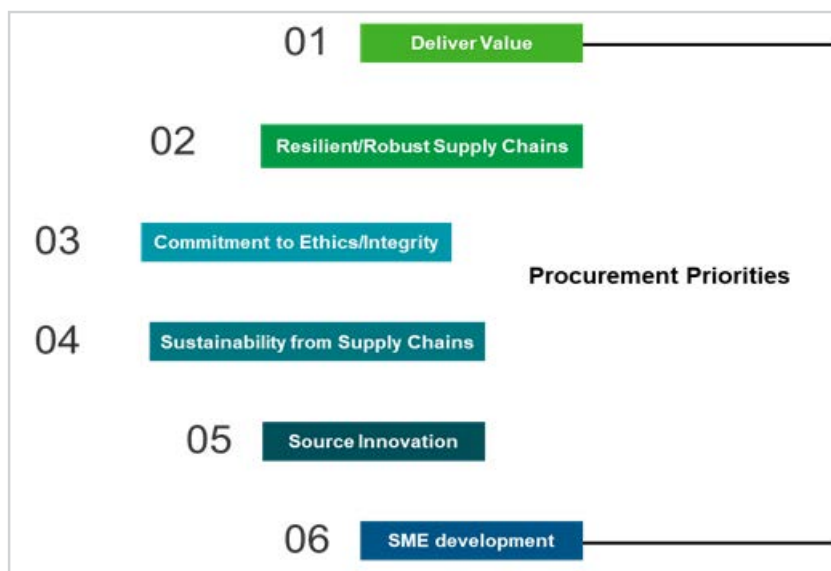 01
Deliver Value
02
Resilient/Robust Supply Chains
03
Commitment to Ethics/Integrity
Procurement Priorities
04
Sustainability from Supply Chains
05
Source Innovation
06
SME development